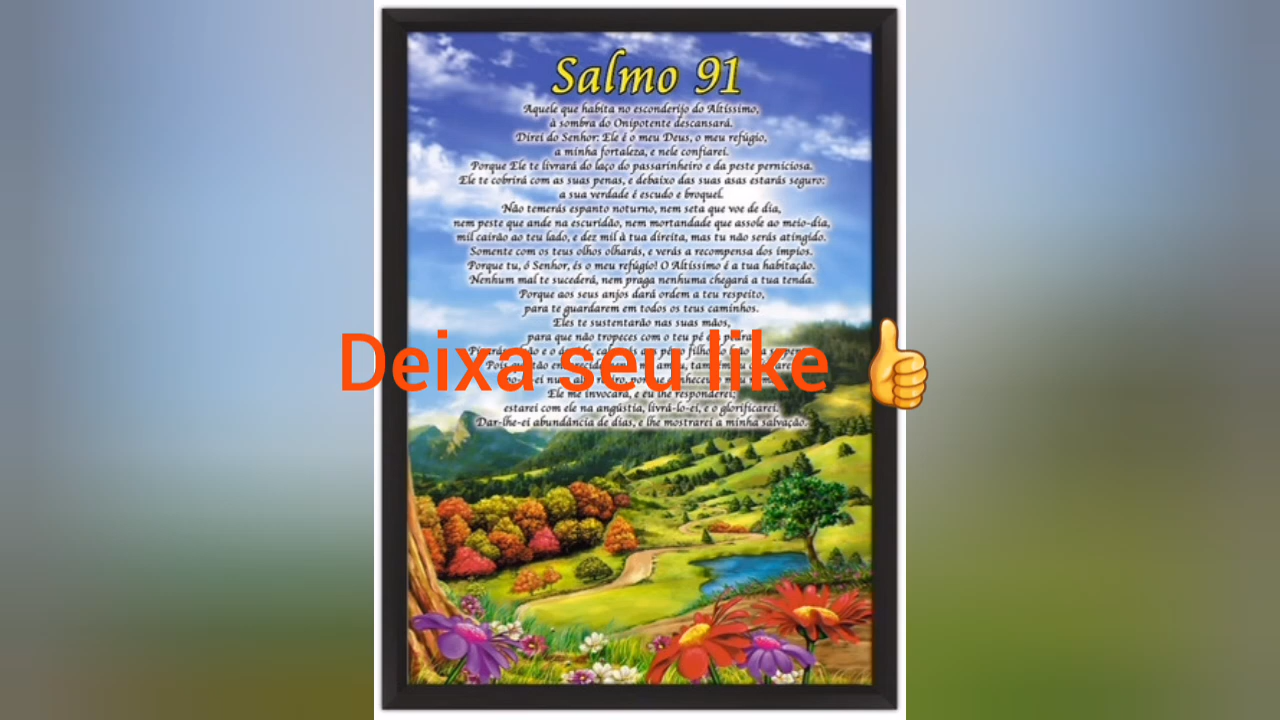 Salmo 91
Aquele que habita no esconderijo do Altíssimo,
à sombra do Onipotente descansará.
Direi do Senhor: Ele é o meu Deus, o meu refúgio,
a minha fortaleza, e nele confiarei.
Porque Ele te livrará do laço do passarinheiro e da peste perniciosa.
Ele te cobrirá com as suas penas, e debaixo das suas asas estarás seguro:
a sua verdade é escudo e broquel.
Não temerás espanto noturno, nem seta que voe de dia,
nem peste que ande na escuridão, nem mortandade que assole ao meio-dia,
mil cairão ao teu lado, e dez mil à tua direita, mas tu não serás atingido.
Somente com os teus olhos olharás, e verás a recompensa dos ímpios.
Porque tu, ó Senhor, és o meu refúgio! O Altíssimo é a tua habitação.
Nenhum mal te sucederá, nem praga nenhuma chegará a tua tenda.
Porque aos seus anjos dará ordem a teu respeito,
para te guardarem em todos os teus caminhos.
Eles te sustentarão nas suas mãos,
para que não tropeces com o teu pé
Deixa seu like 👍
Ele me invocará, e eu lhe responderei;
estarei com ele na angústia, livrá-lo-ei, e o glorificarei.
Dar-lhe-ei abundância de dias, e lhe mostrarei a minha salvação.